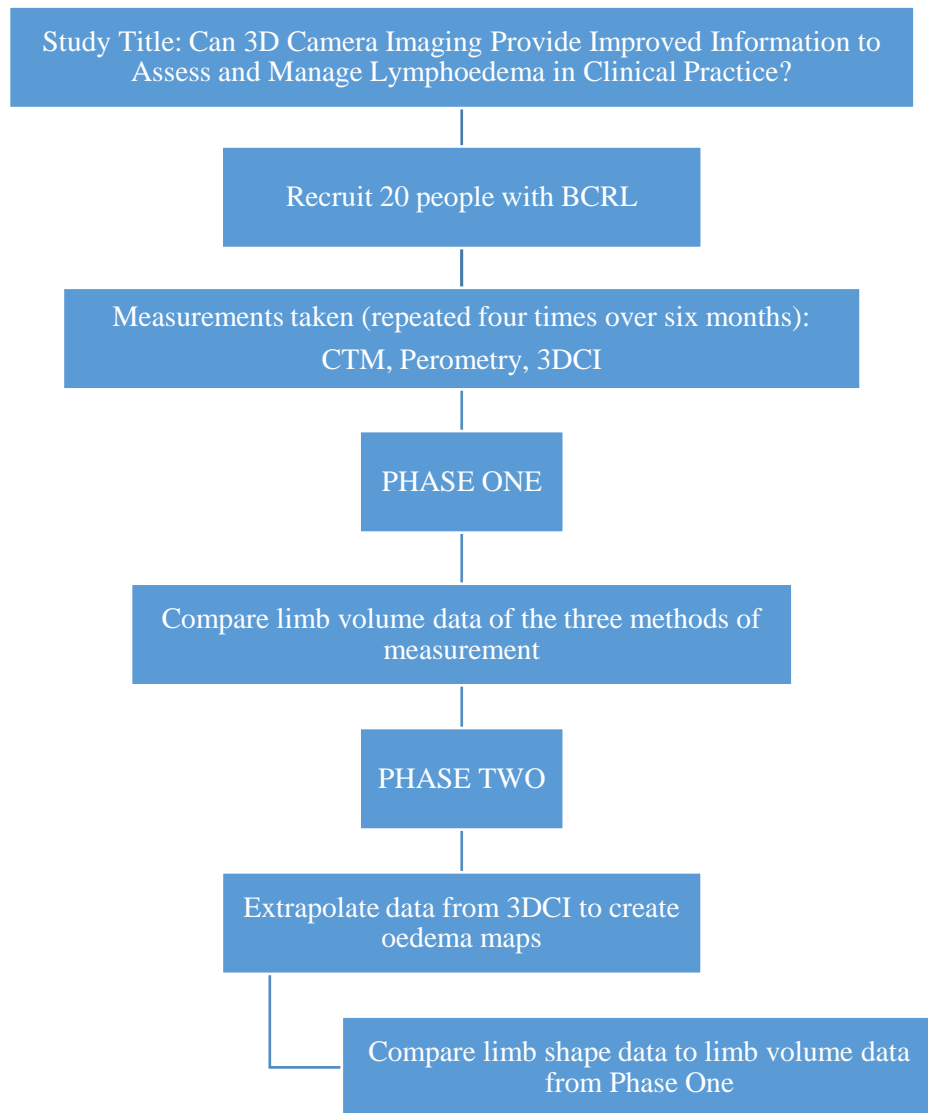 Study Title: Can 3D Camera Imaging Provide Improved Information to
Assess and Manage Lymphoedema in Clinical Practice?
Recruit 20 people with BCRL
Measurements taken (repeated four times over six months):
CTM, Perometry, 3DCI
PHASE ONE
Compare limb volume data of the three methods of
measurement
PHASE TWO
Extrapolate data from 3DCI to create
oedema maps
Compare limb shape data to limb volume data
from Phase One